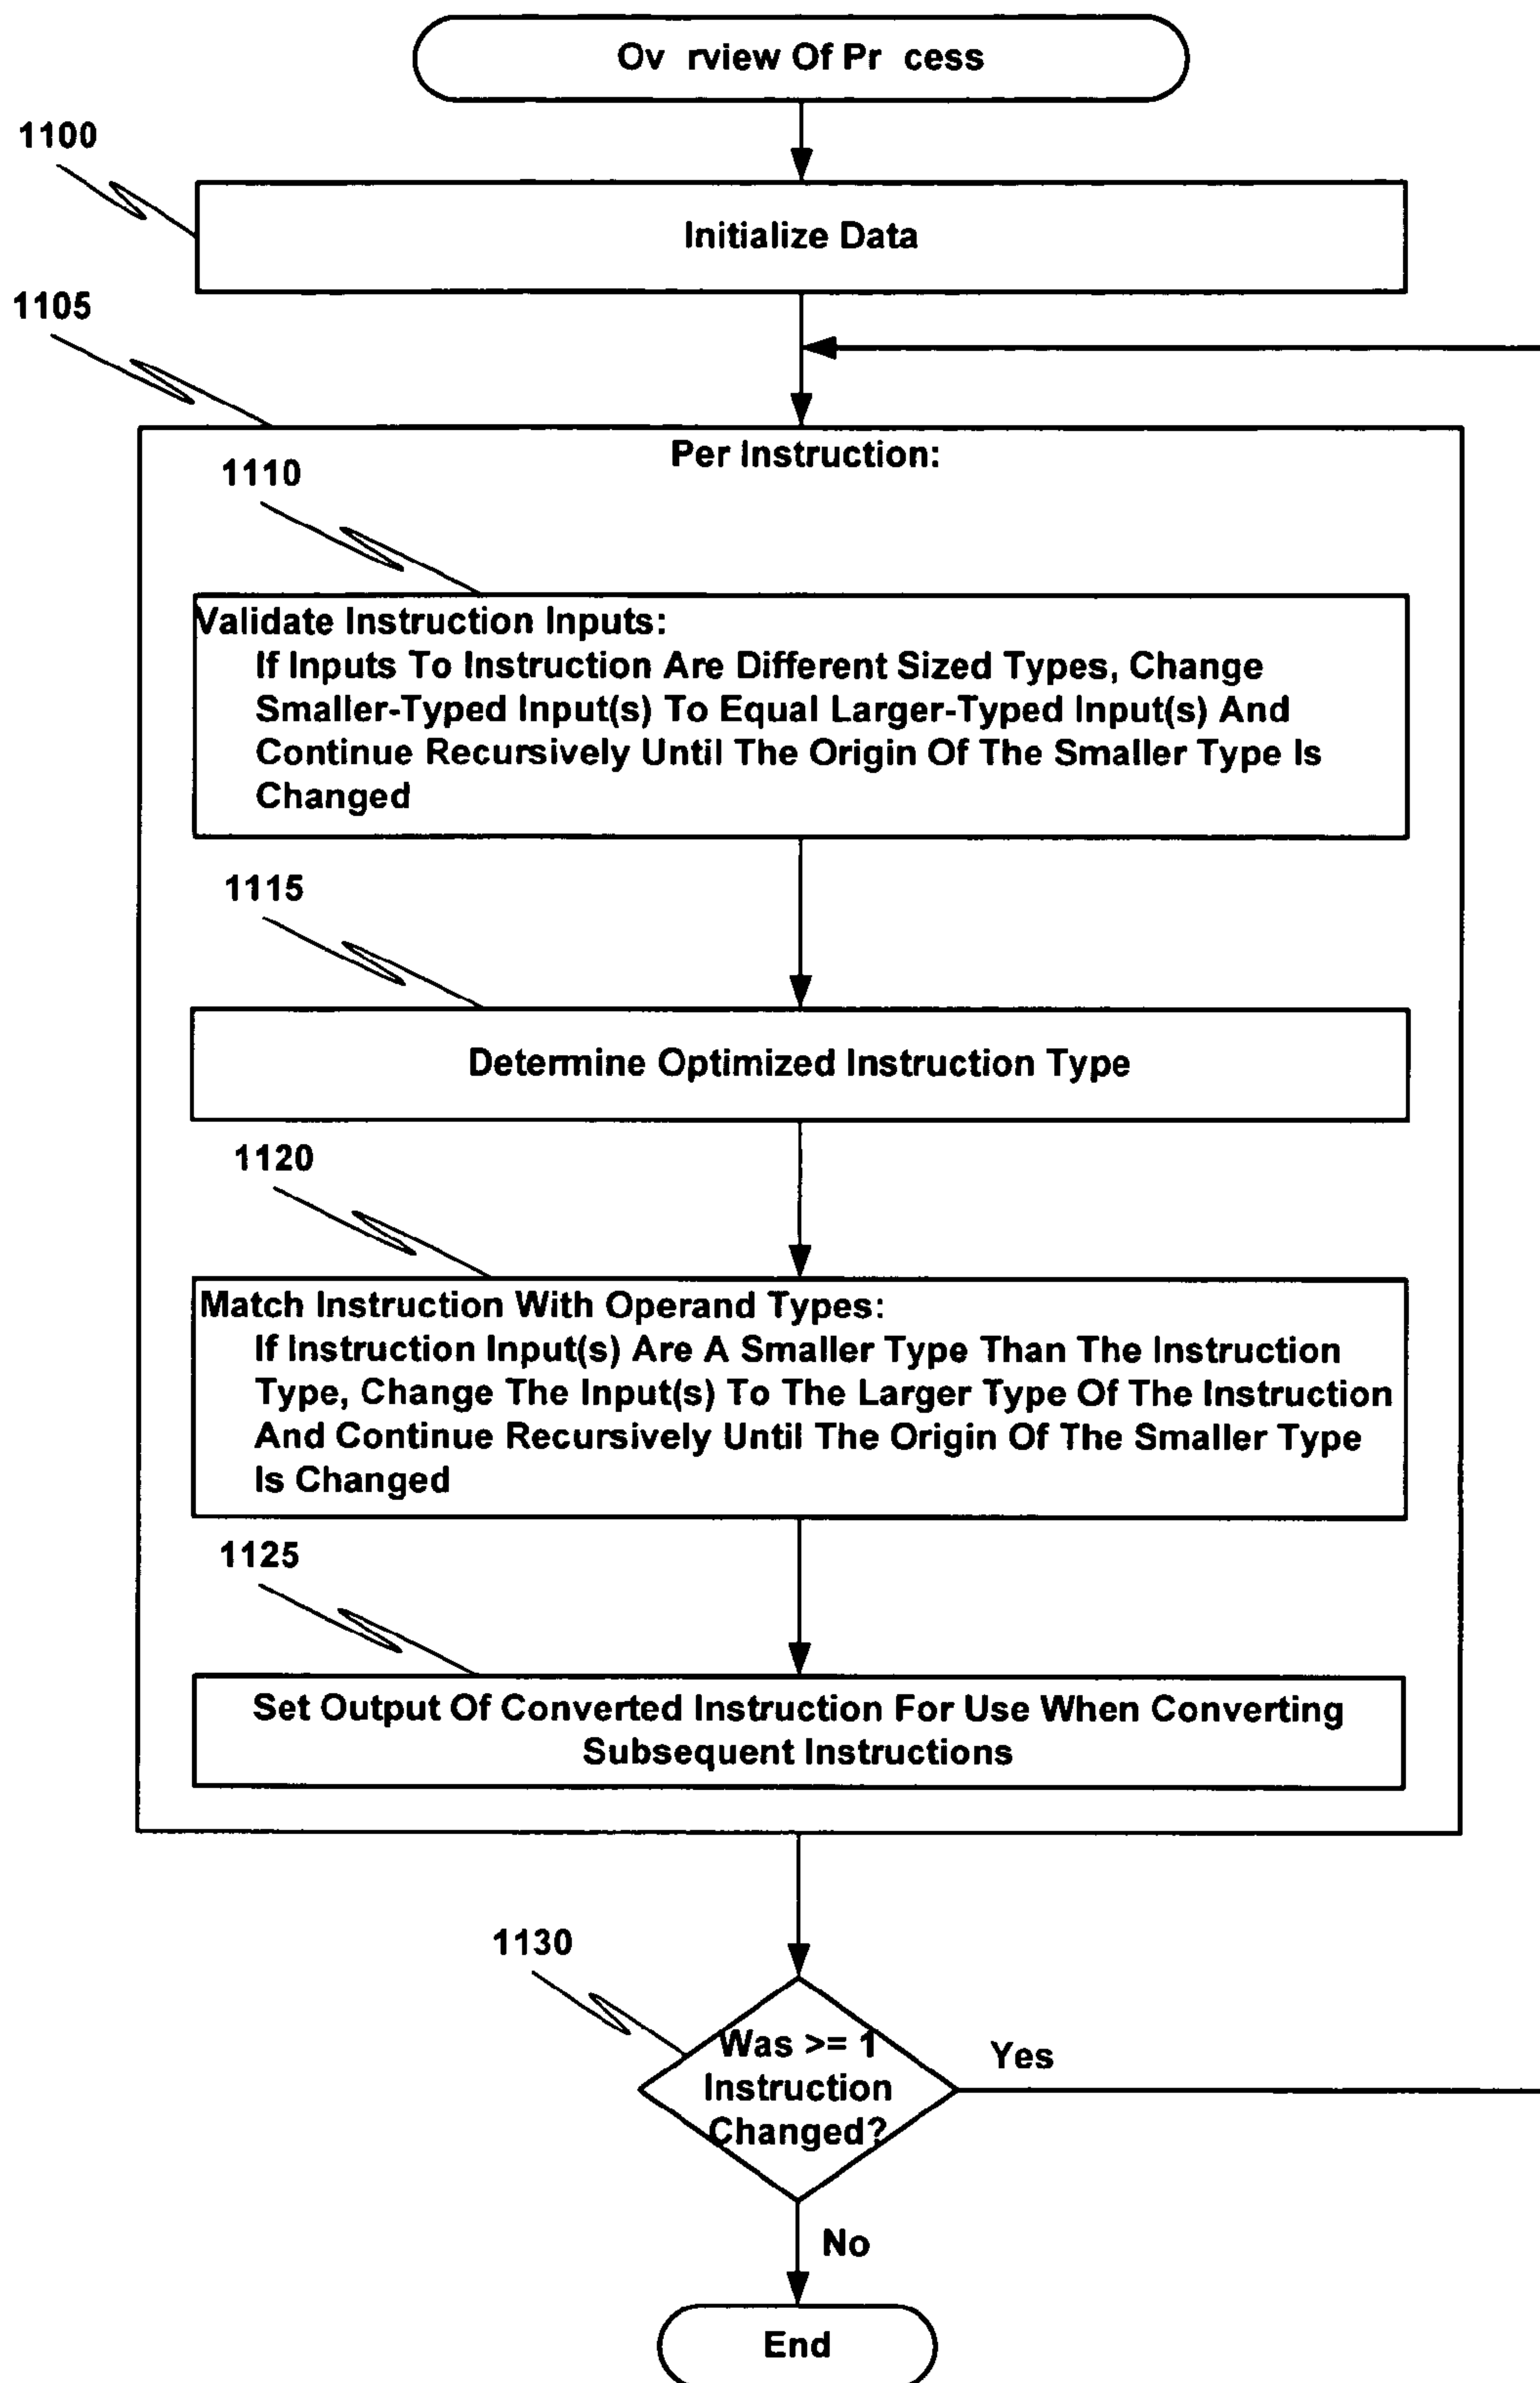 Ov rview Of Pr cess
1100
Initialize Data
1105
Per Instruction:
1110
Validate Instruction Inputs:
If Inputs To Instruction Are Different Sized Types, Change
Smaller-Typed Input(s) To Equal Larger-Typed Input(s) And
Continue Recursively Until The Origin Of The Smaller Type Is
Changed
1115
Determine Optimized Instruction Type
1120
Match Instruction With Operand Types:
If Instruction Input(s) Are A Smaller Type Than The Instruction
Type, Change The Input(s) To The Larger Type Of The Instruction
And Continue Recursively Until The Origin Of The Smaller Type
Is Changed
1125
Set Output Of Converted Instruction For Use When Converting
Subsequent Instructions
1130
Was >= 1
Instruction
Changed?
Yes
No
End